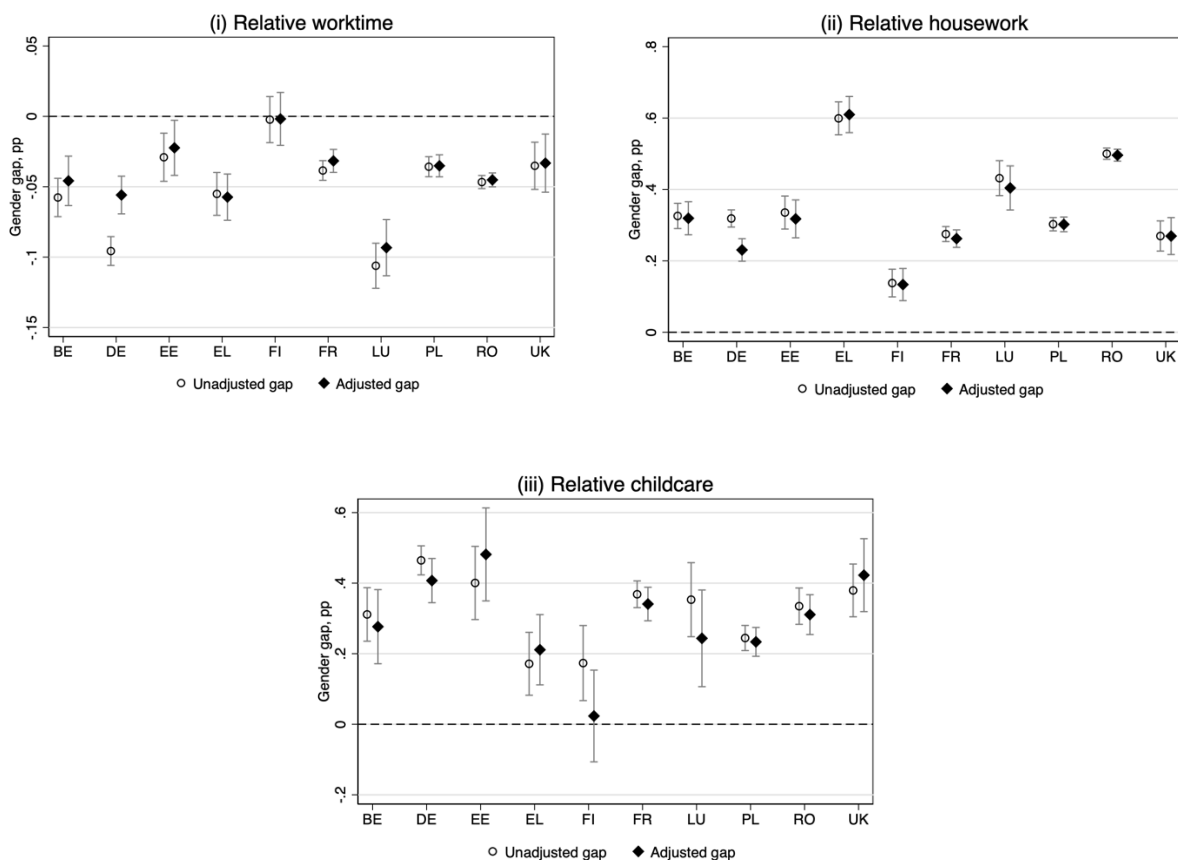 (i) Relative worktime
Gender gap, pp
.05
0
-.05
-.1
-.15
BE DE EE EL FI FR LU PL RO UK
Unadjusted gap Adjusted gap
(ii) Relative housework
Gender gap, pp
.8
.6
.4
.2
0
BE DE EE EL FI FR LU PL RO UK
Unadjusted gap Adjusted gap
(iii) Relative childcare
Gender gap, pp
.6
.4
.2
0
-.2
BE DE EE EL FI FR LU PL RO UK
Unadjusted gap Adjusted gap